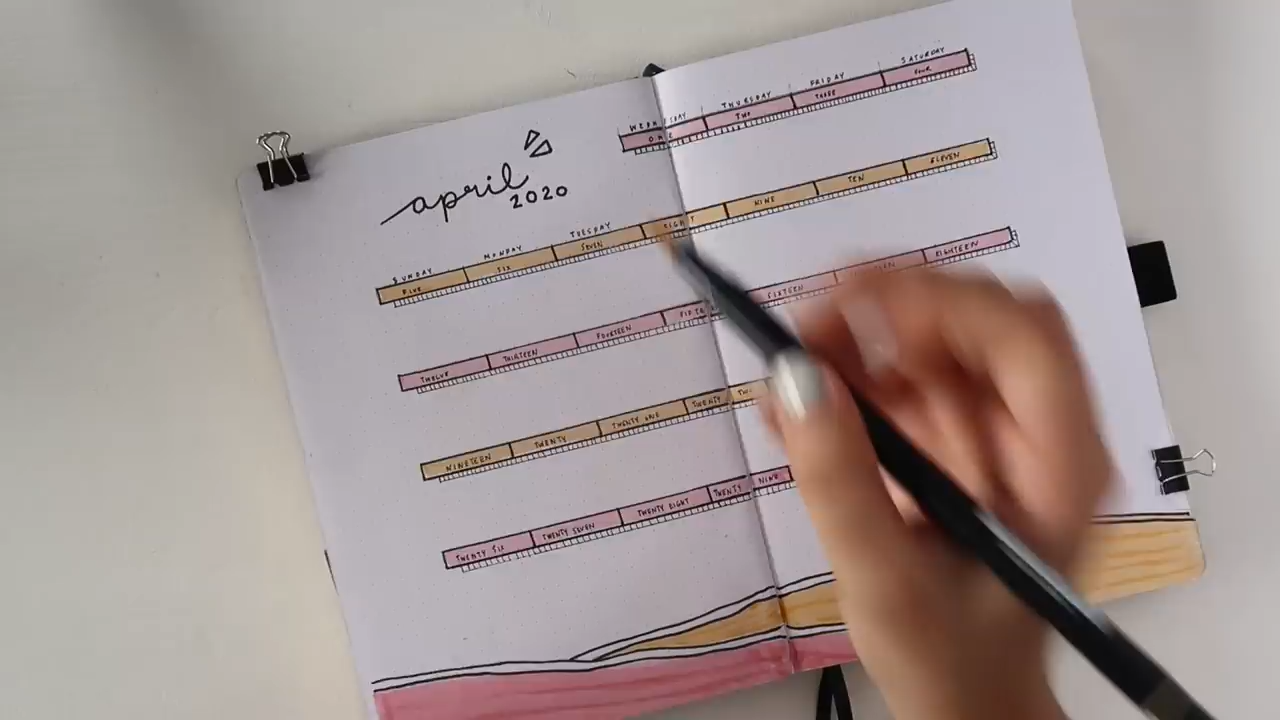 april
2020
WEDNESDAY THURSDAY FRIDAY SATURDAY
ONE TWO THREE FOUR
SUNDAY MONDAY TUESDAY
FIVE SIX SEVEN EIGHT NINE TEN ELEVEN
TWELVE THIRTEEN FOURTEEN SIXTEEN EIGHTEEN
NINETEEN TWENTY TWENTY ONE TWENTY
TWENTY SIX TWENTY SEVEN TWENTY EIGHT TWENTY NINE